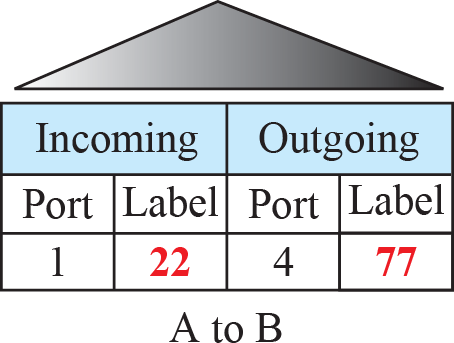 Incoming Outgoing
Port Label Port Label
1 22 4 77
A to B